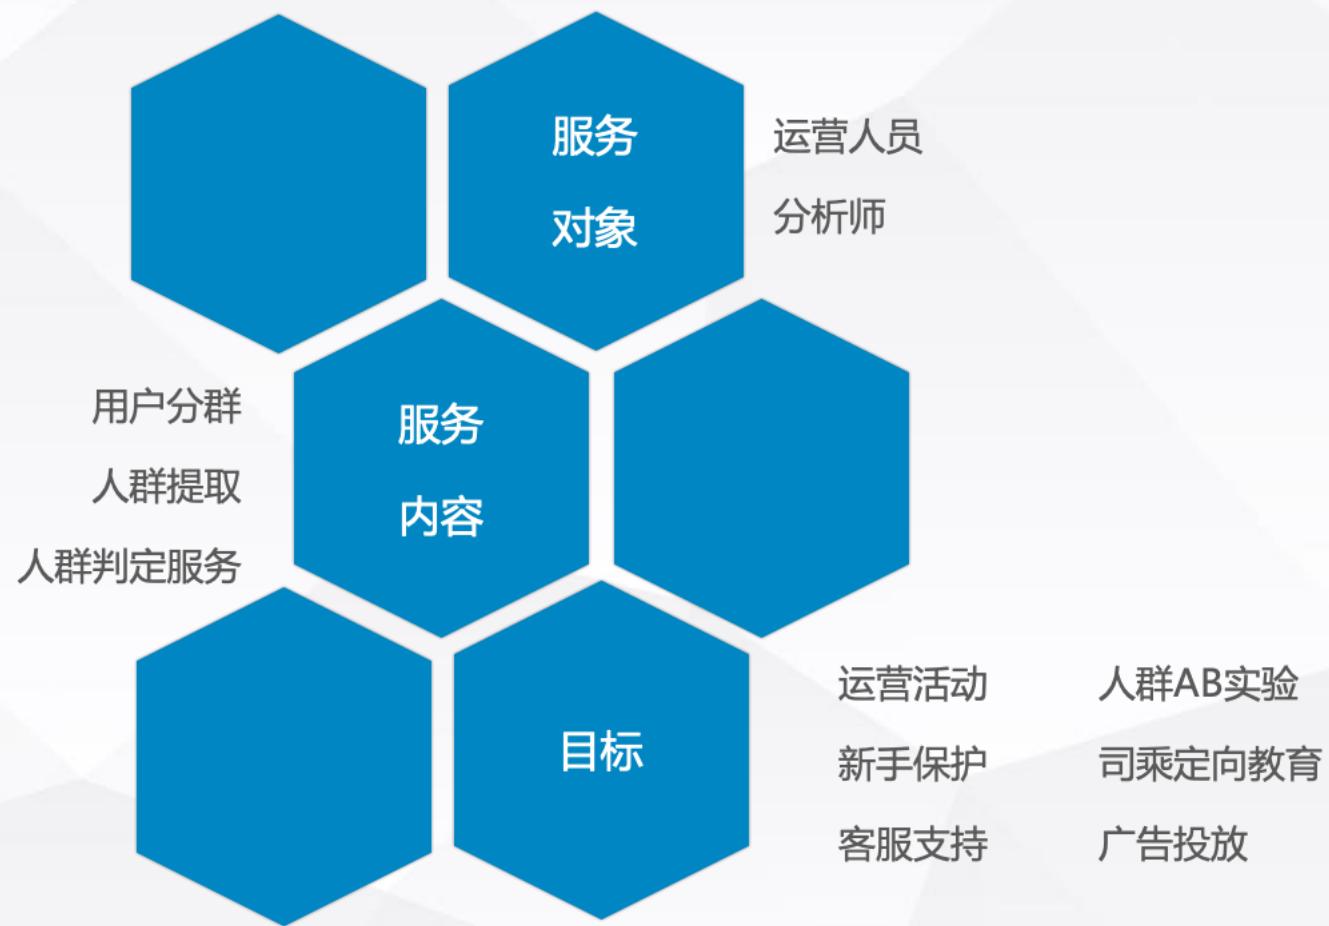 服务
对象
运营人员
分析师
用户分群
人群提取
人群判定服务
服务
内容
目标
运营活动
人群AB实验
新手保护
司乘定向教育
客服支持
广告投放